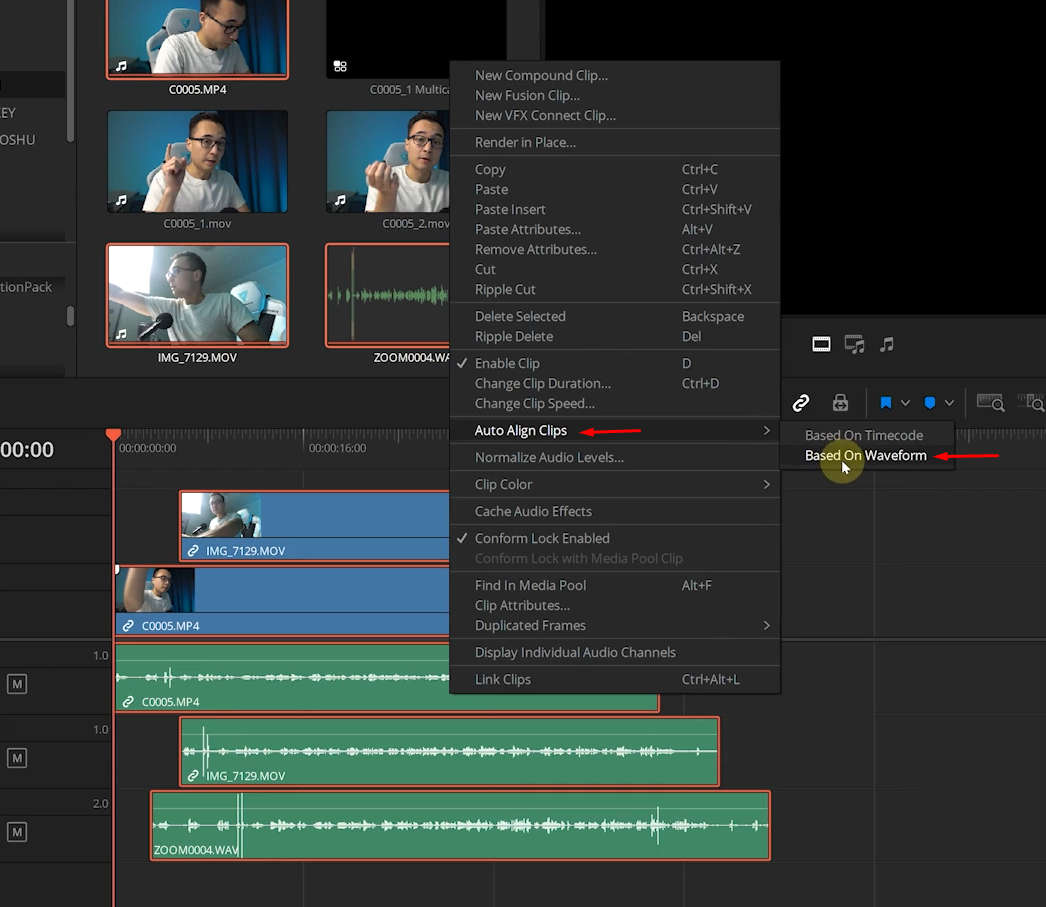 C0005.MP4
C0005_1 Multica
EY
OSHU
C0005_1.mov
C0005_2.mov
tionPack
IMG_7129.MOV
ZOOM0004.WA
New Compound Clip...
New Fusion Clip...
New VFX Connect Clip...
Render in Place...
Copy Ctrl+C
Paste Ctrl+V
Paste Insert Ctrl+Shift+V
Paste Attributes... Alt+V
Remove Attributes... Ctrl+Alt+Z
Cut Ctrl+X
Ripple Cut Ctrl+Shift+X
Delete Selected Backspace
Ripple Delete Del
Enable Clip D
Change Clip Duration... Ctrl+D
Change Clip Speed...
Auto Align Clips
Based On Timecode
Based On Waveform
Normalize Audio Levels...
Clip Color
Cache Audio Effects
Conform Lock Enabled
Conform Lock with Media Pool Clip
Find In Media Pool Alt+F
Clip Attributes...
Duplicated Frames
Display Individual Audio Channels
Link Clips Ctrl+Alt+L
00:00
00:00:00:00
00:00:16:00
IMG_7129.MOV
C0005.MP4
1.0
M
C0005.MP4
1.0
M
IMG_7129.MOV
2.0
M
ZOOM0004.WAV